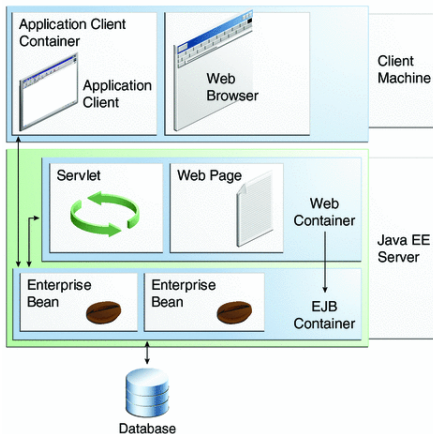 Application Client
Container
Application
Client
Web
Browser
Client
Machine
Servlet
Web Page
Web
Container
Java EE
Server
Enterprise
Bean
Enterprise
Bean
EJB
Container
Database